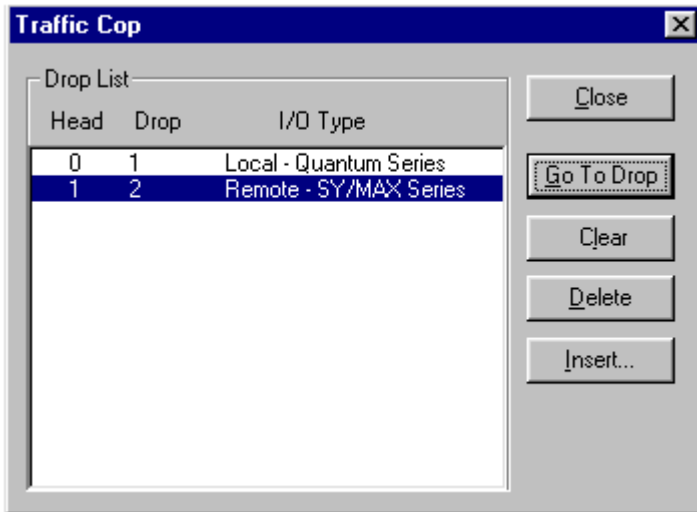 Traffic Cop
Drop List
Head Drop I/O Type
0 1 Local - Quantum Series
1 2 Remote - SY/MAX Series
Close
Go To Drop
Clear
Delete
Insert...